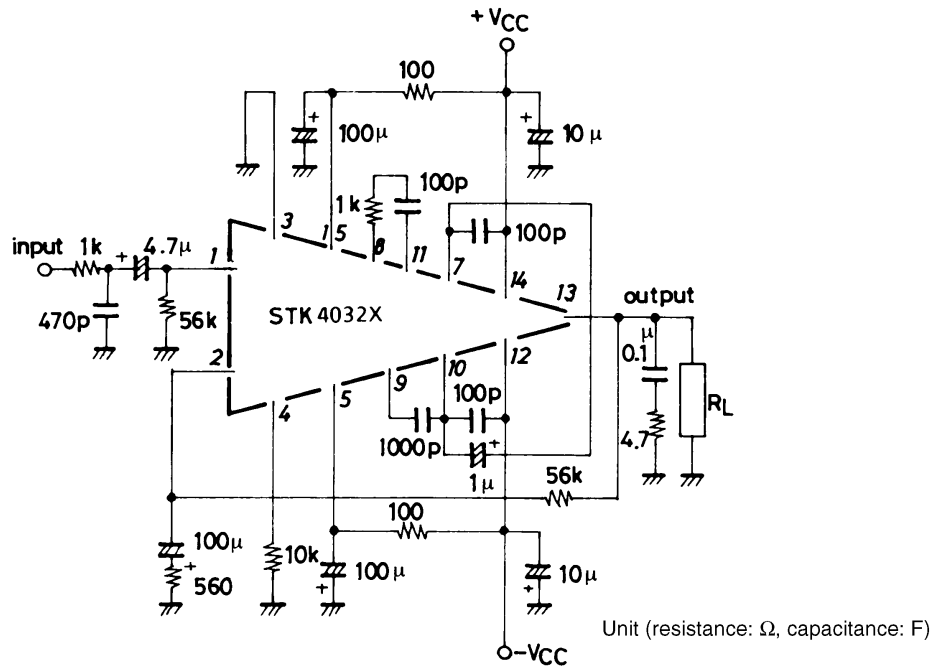 +VCC
100
100μ
10μ
100p
1k
3
15
8
11
7
100p
14
13
input
1k
+
4.7μ
1
470p
56k
2
STK4032X
output
μ
0.1
4.7
RL
12
10
9
5
4
100p
1000p
+
1μ
56k
100
100μ
+
560
10k
100μ
+
10μ
+
-VCC
Unit (resistance: Ω, capacitance: F)